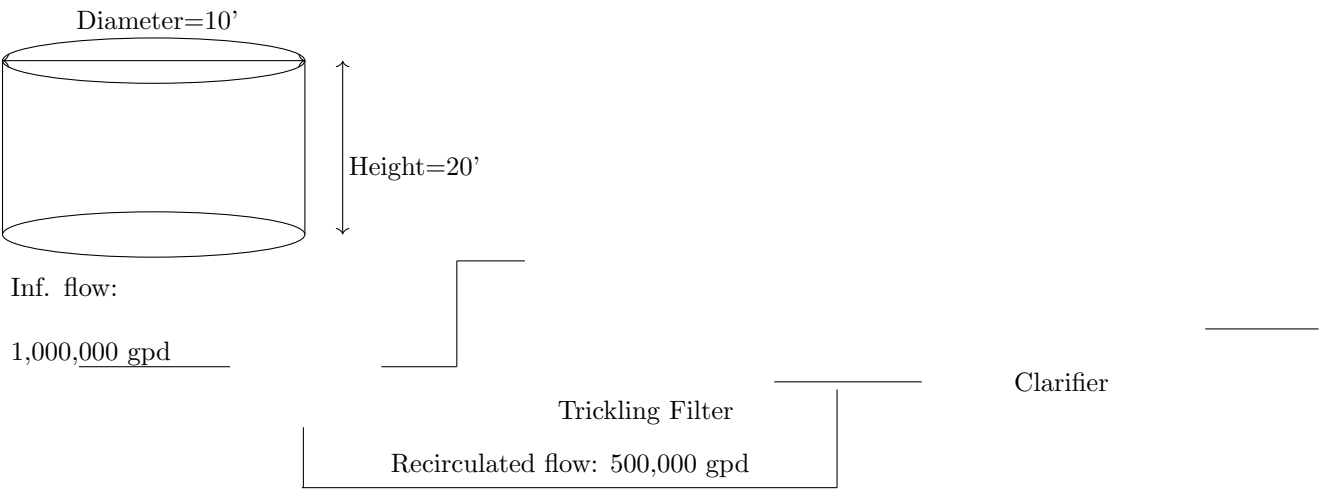 Diameter=10’
Height=20’
Inf. flow:
1,000,000 gpd
Clarifier
Trickling Filter
Recirculated flow: 500,000 gpd